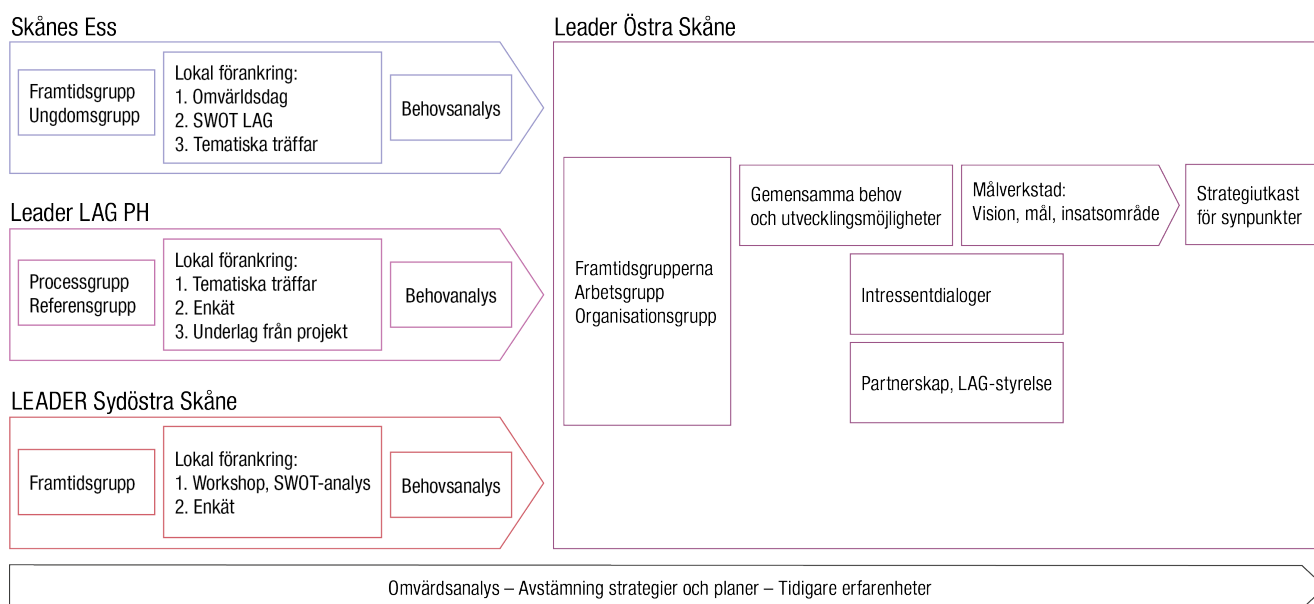 Skånes Ess
Framtidsgrupp
Ungdomsgrupp
Lokal förankring:
1. Omvärldsdag
2. SWOT LAG
3. Tematiska träffar
Behovsanalys
Leader LAG PH
Processgrupp
Referensgrupp
Lokal förankring:
1. Tematiska träffar
2. Enkät
3. Underlag från projekt
Behovanalys
LEADER Sydöstra Skåne
Framtidsgrupp
Lokal förankring:
1. Workshop, SWOT-analys
2. Enkät
Behovsanalys
Leader Östra Skåne
Framtidsgrupperna
Arbetsgrupp
Organisationsgrupp
Gemensamma behov
och utvecklingsmöjligheter
Målverkstad:
Vision, mål, insatsområde
Strategiutkast
för synpunkter
Intressentdialoger
Partnerskap, LAG-styrelse
Omvärdsanalys – Avstämning strategier och planer – Tidigare erfarenheter